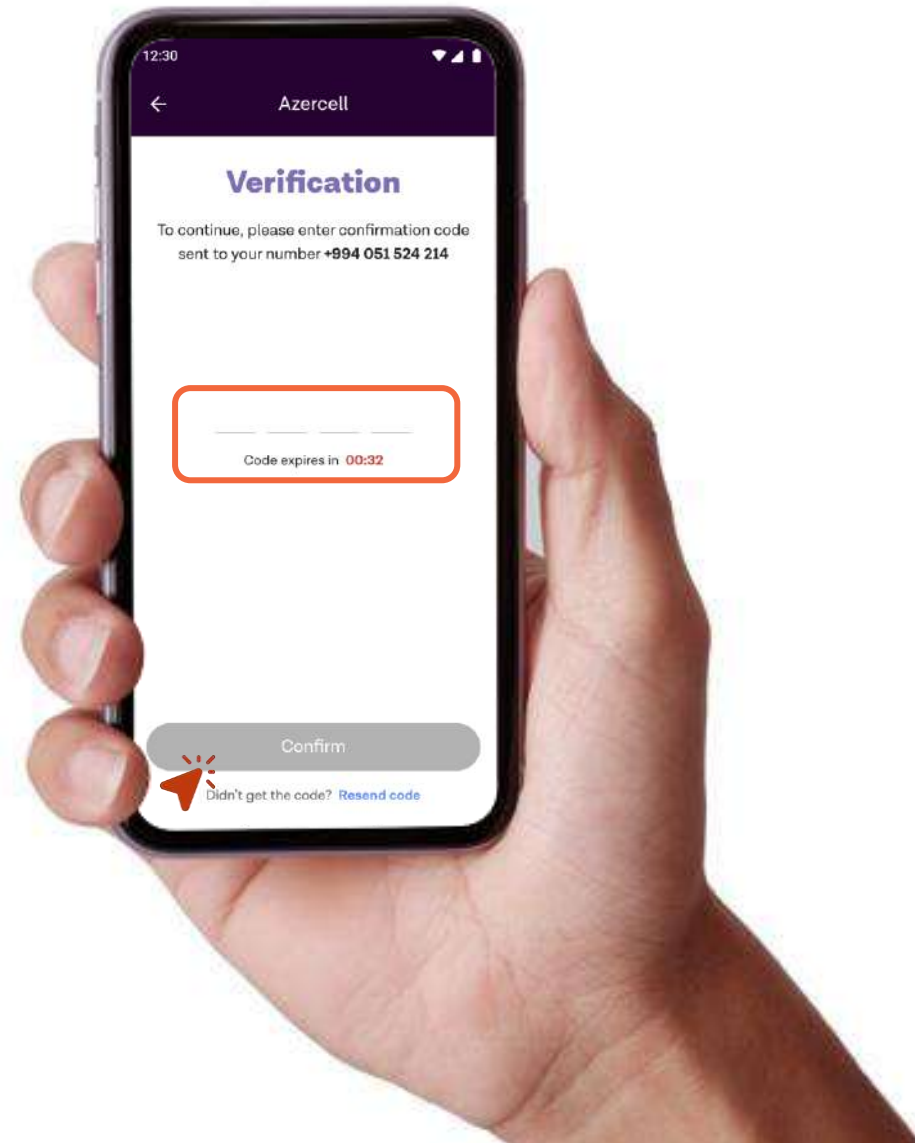 12:30
Azercell
Verification
To continue, please enter confirmation code
sent to your number +994 051 524 214
Code expires in 00:32
Confirm
Didn't get the code? Resend code